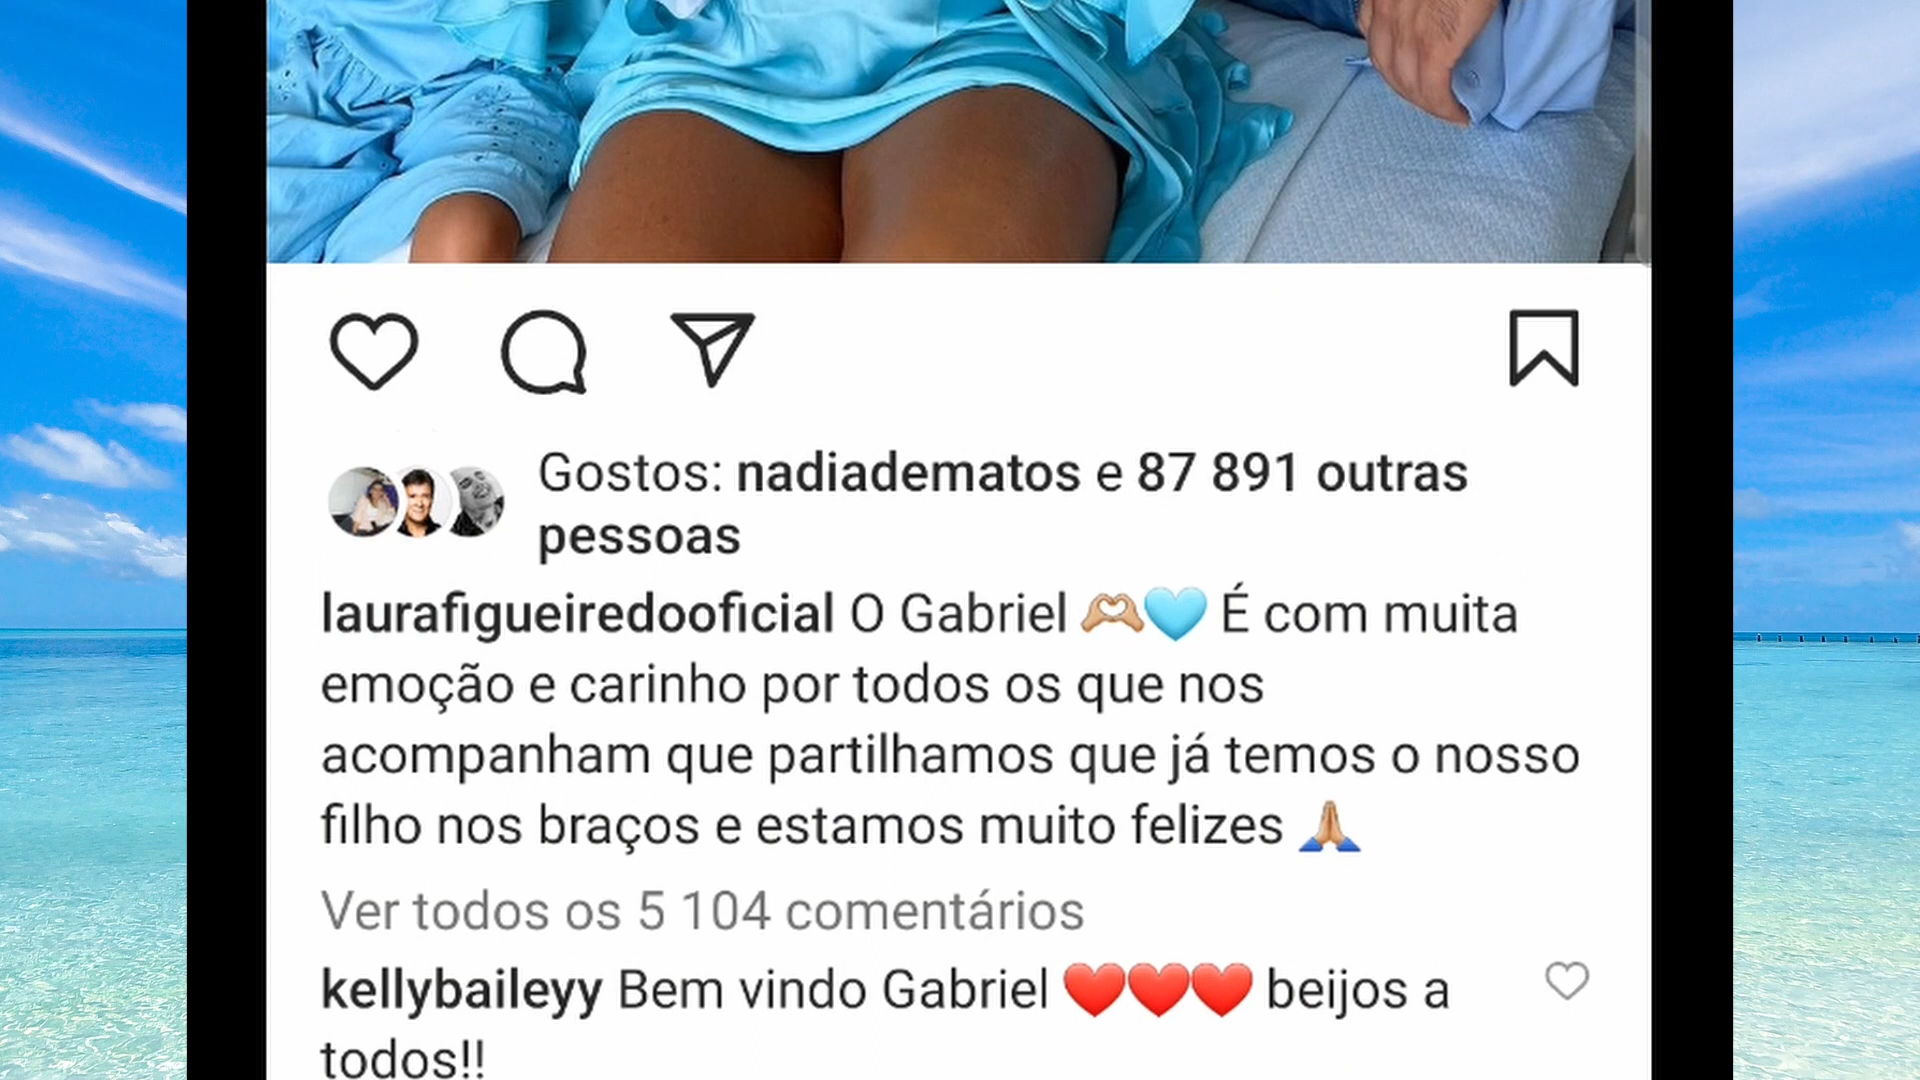 Gostos: nadiadematos e 87 891 outras
pessoas
laurafigueiredooficial O Gabriel 🫶🏼🩵 É com muita
emoção e carinho por todos os que nos
acompanham que partilhamos que já temos o nosso
filho nos braços e estamos muito felizes 🙏🏼
Ver todos os 5 104 comentários
kellybaileyy Bem vindo Gabriel ❤️❤️❤️ beijos a
todos!!